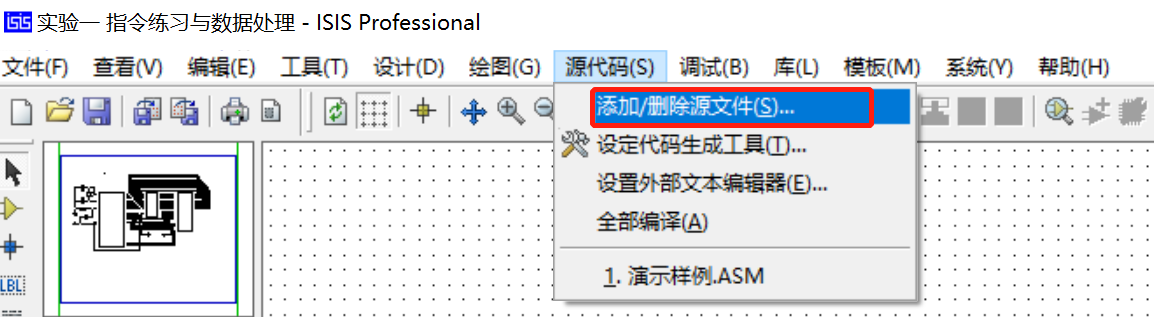 ISIS 实验一 指令练习与数据处理 - ISIS Professional
文件(F) 查看(V) 编辑(E) 工具(T) 设计(D) 绘图(G) 源代码(S) 调试(B) 库(L) 模板(M) 系统(Y) 帮助(H)
添加/删除源文件(S)...
设定代码生成工具(T)...
设置外部文本编辑器(E)...
全部编译(A)
1. 演示样例.ASM
LBL